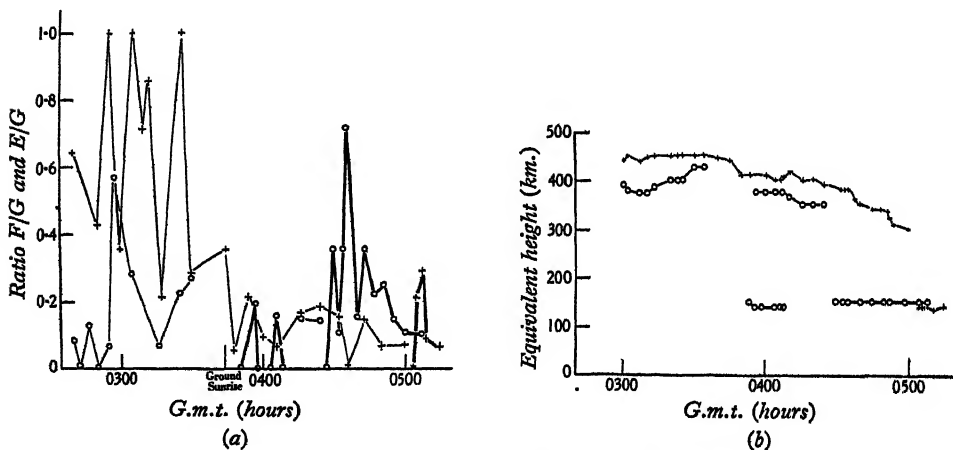 Ratio F/G and E/G
1·0
0·8
0·6
0·4
0·2
0
0300
Ground
Sunrise
0400
0500
G.m.t. (hours)
(a)
Equivalent height (km.)
500
400
300
200
100
000
0300
0400
0500
G.m.t. (hours)
(b)